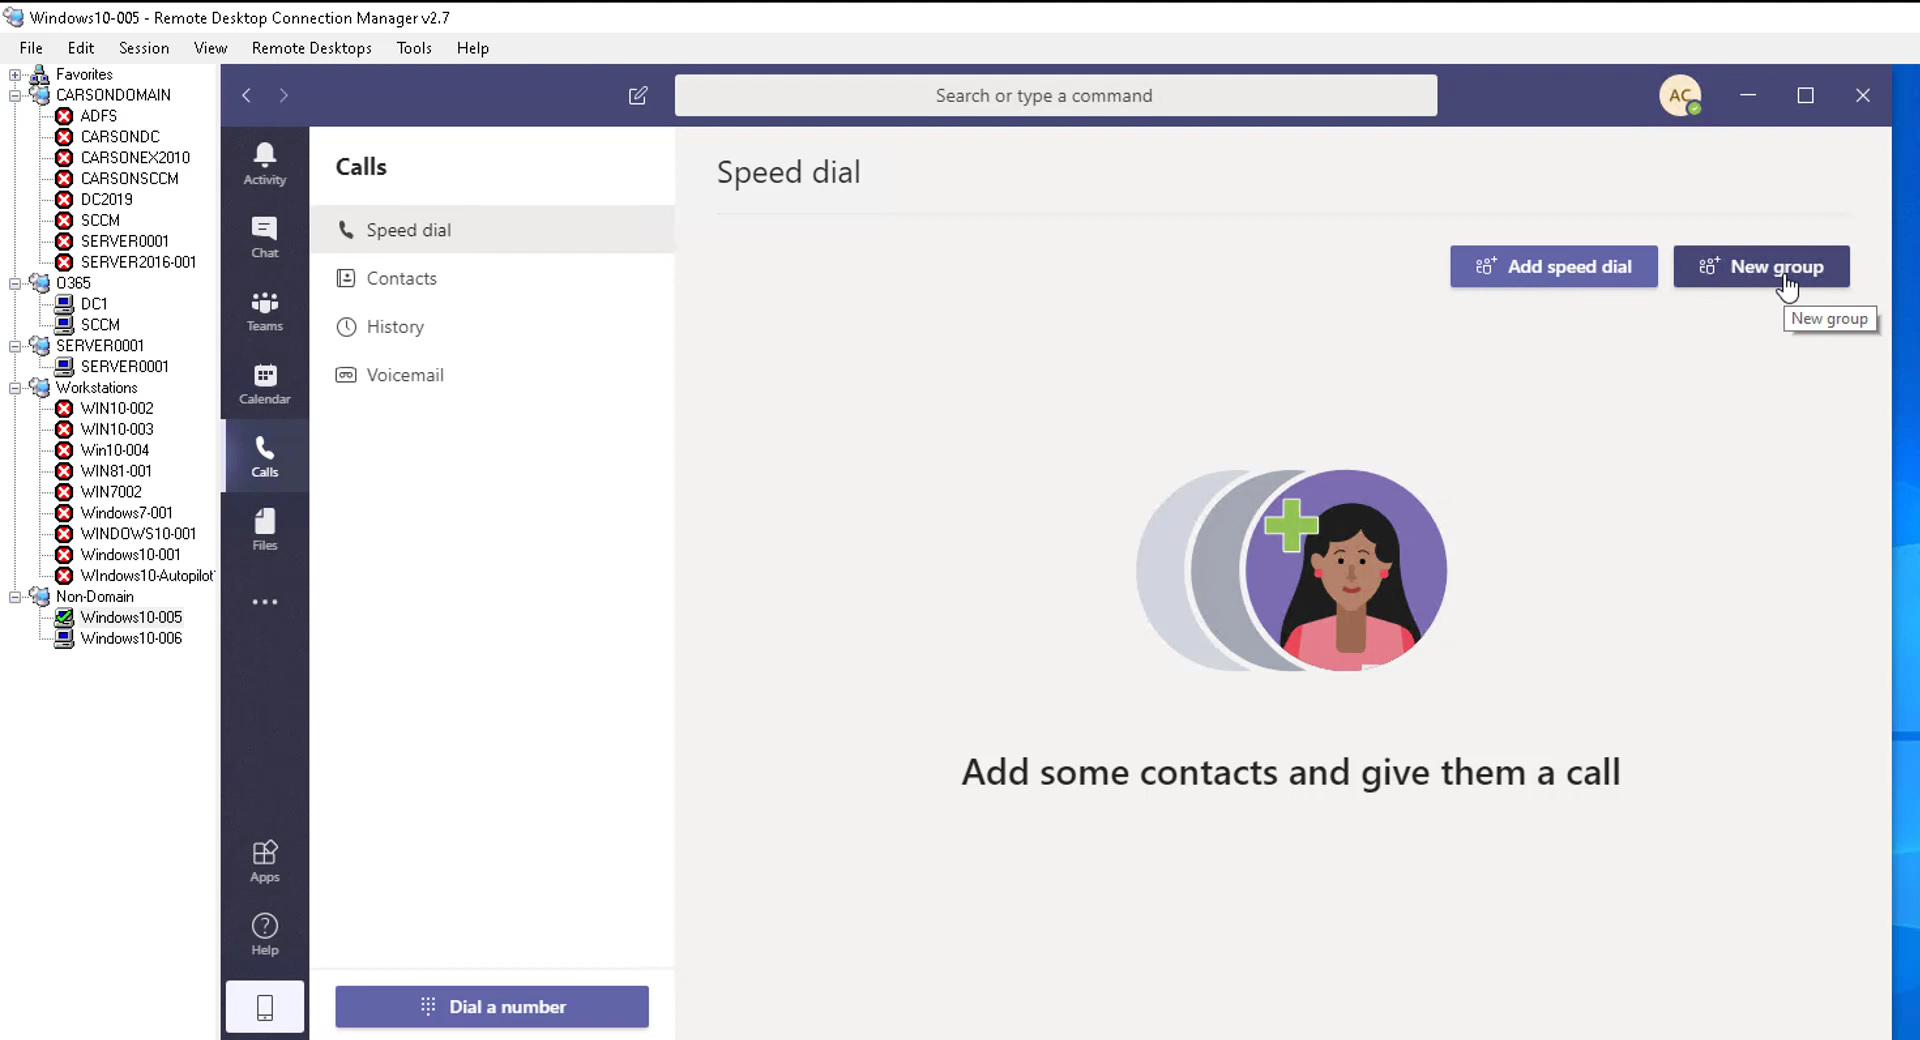 Windows10-005 - Remote Desktop Connection Manager v2.7
File Edit Session View Remote Desktops Tools Help
Favorites
CARSONDOMAIN
ADFS
CARSONDC
CARSONEX2010
CARSONSCCM
DC2019
SCCM
SERVER0001
SERVER2016-001
O365
DC1
SCCM
SERVER0001
SERVER0001
Workstations
WIN10-002
WIN10-003
Win10-004
WIN81-001
WIN7002
Windows7-001
WINDOWS10-001
Windows10-001
WIndows10-Autopilot
Non-Domain
Windows10-005
Windows10-006
Search or type a command
AC
Activity
Chat
Teams
Calendar
Calls
Files
Apps
Help
Calls
Speed dial
Contacts
History
Voicemail
Dial a number
Speed dial
Add speed dial
New group
New group
Add some contacts and give them a call